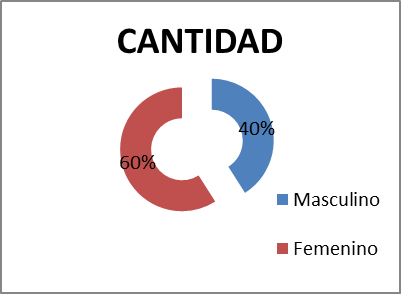 CANTIDAD
40%
60%
Masculino
Femenino